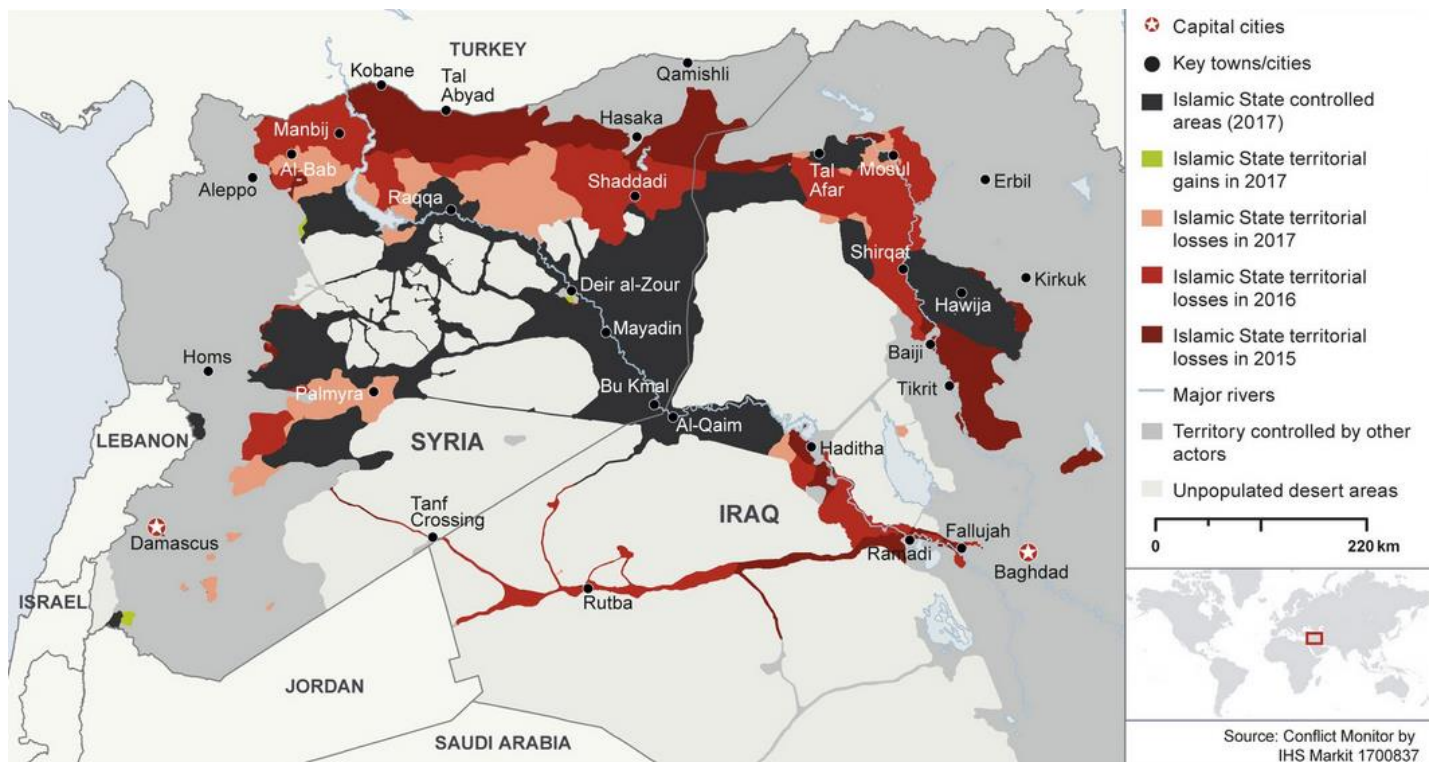 TURKEY
Kobane
Tal
Abyad
Qamishli
Manbij
Hasaka
Al-Bab
Aleppo
Tal
Afar
Mosul
Erbil
Shaddadi
Raqqa
Shirqat
Kirkuk
Deir al-Zour
Hawija
Mayadin
Homs
Baiji
Palmyra
Tikrit
Bu Kmal
Al-Qaim
LEBANON
SYRIA
Haditha
Tanf
Crossing
IRAQ
Damascus
Fallujah
Ramadi
Baghdad
ISRAEL
Rutba
JORDAN
SAUDI ARABIA
Capital cities
Key towns/cities
Islamic State controlled
areas (2017)
Islamic State territorial
gains in 2017
Islamic State territorial
losses in 2017
Islamic State territorial
losses in 2016
Islamic State territorial
losses in 2015
Major rivers
Territory controlled by other
actors
Unpopulated desert areas
0 220 km
Source: Conflict Monitor by
IHS Markit 1700837